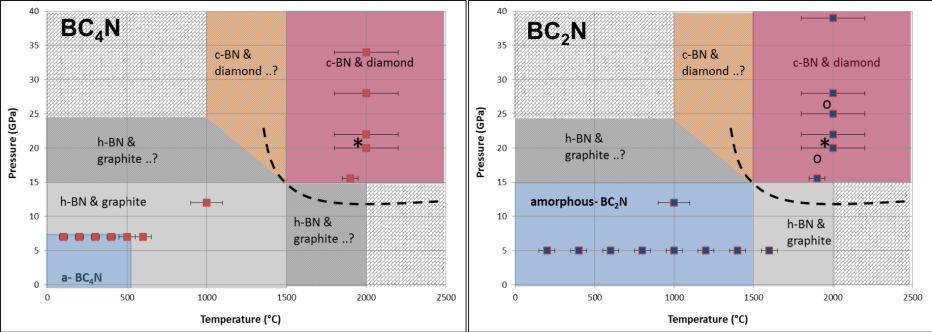 BC4N
40
35
30
25
20
15
10
5
0
Pressure (GPa)
c-BN &
diamond ..?
c-BN & diamond
*
h-BN &
graphite ..?
h-BN & graphite
h-BN &
graphite ..?
a- BC4N
0 500 1000 1500 2000 2500
Temperature (°C)
BC2N
40
35
30
25
20
15
10
5
0
Pressure (GPa)
c-BN &
diamond ..?
c-BN & diamond
o
*
o
h-BN &
graphite ..?
amorphous- BC2N
h-BN &
graphite
0 500 1000 1500 2000 2500
Temperature (°C)